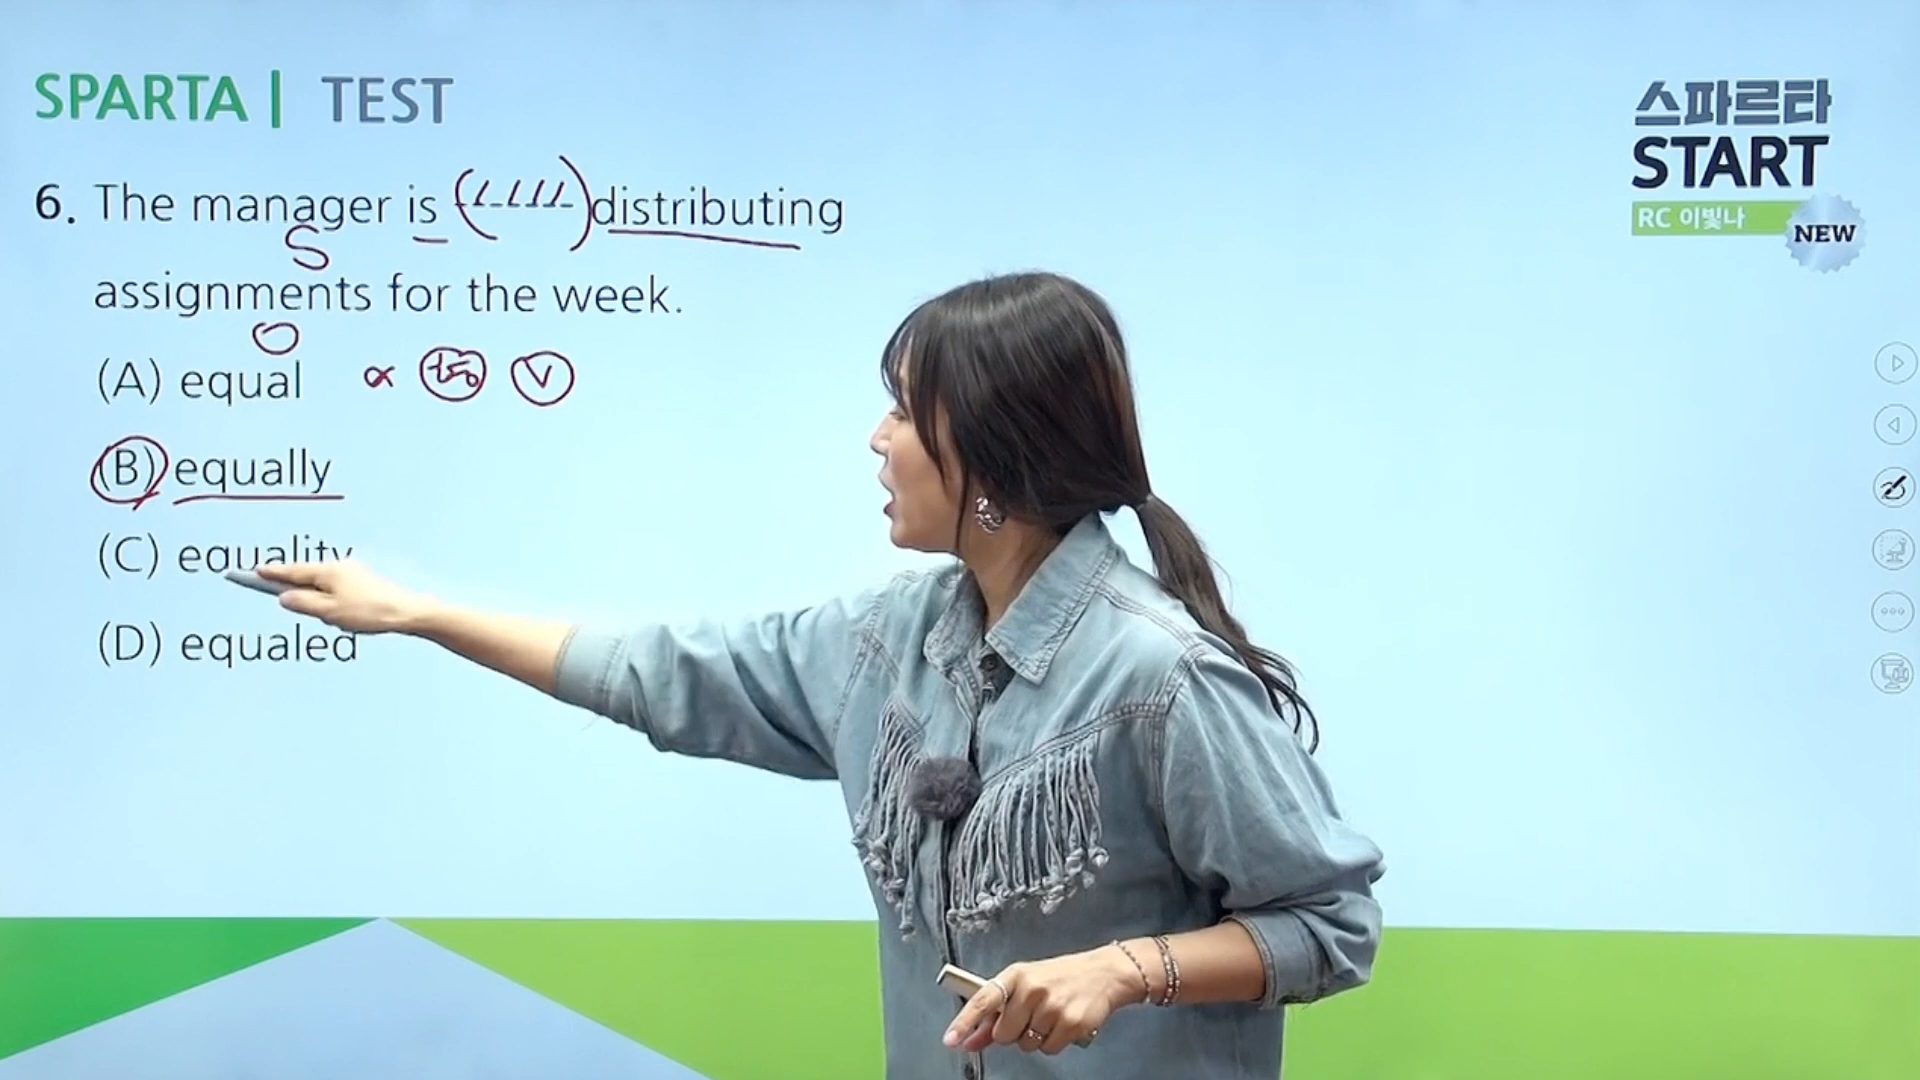 SPARTA | TEST
스파르타
START
RC 이빛나
NEW
6. The manager is (-----) distributing
S
assignments for the week.
O
(A) equal α 형 V
(B) equally
(C) equality
(D) equaled